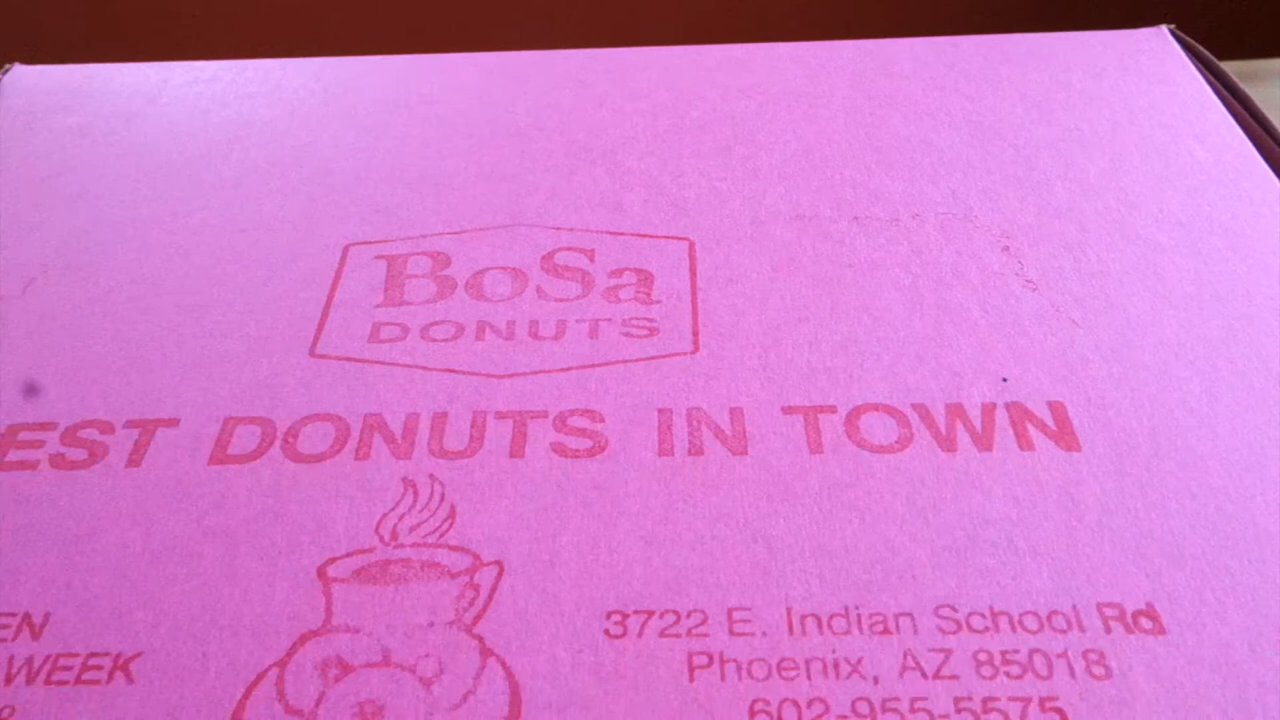 BoSa
DONUTS
EST DONUTS IN TOWN
EN
WEEK
3722 E. Indian School Rd
Phoenix, AZ 85018
602-955-5575